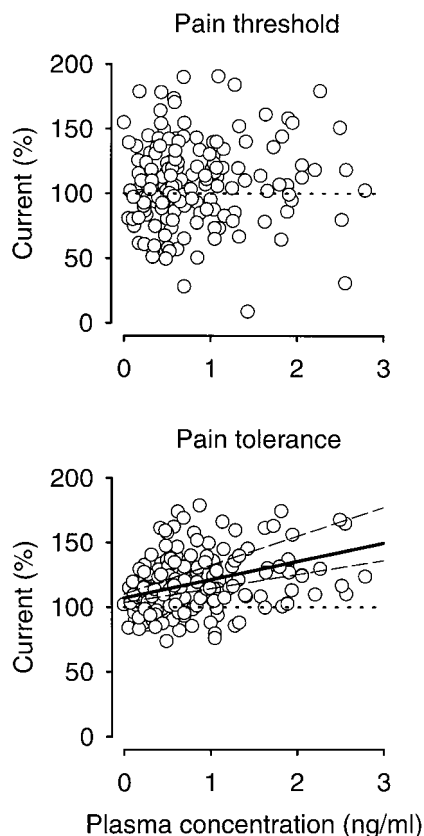 Pain threshold
Current (%)
200
150
100
50
0
0 1 2 3
Pain tolerance
Current (%)
200
150
100
50
0
0 1 2 3
Plasma concentration (ng/ml)